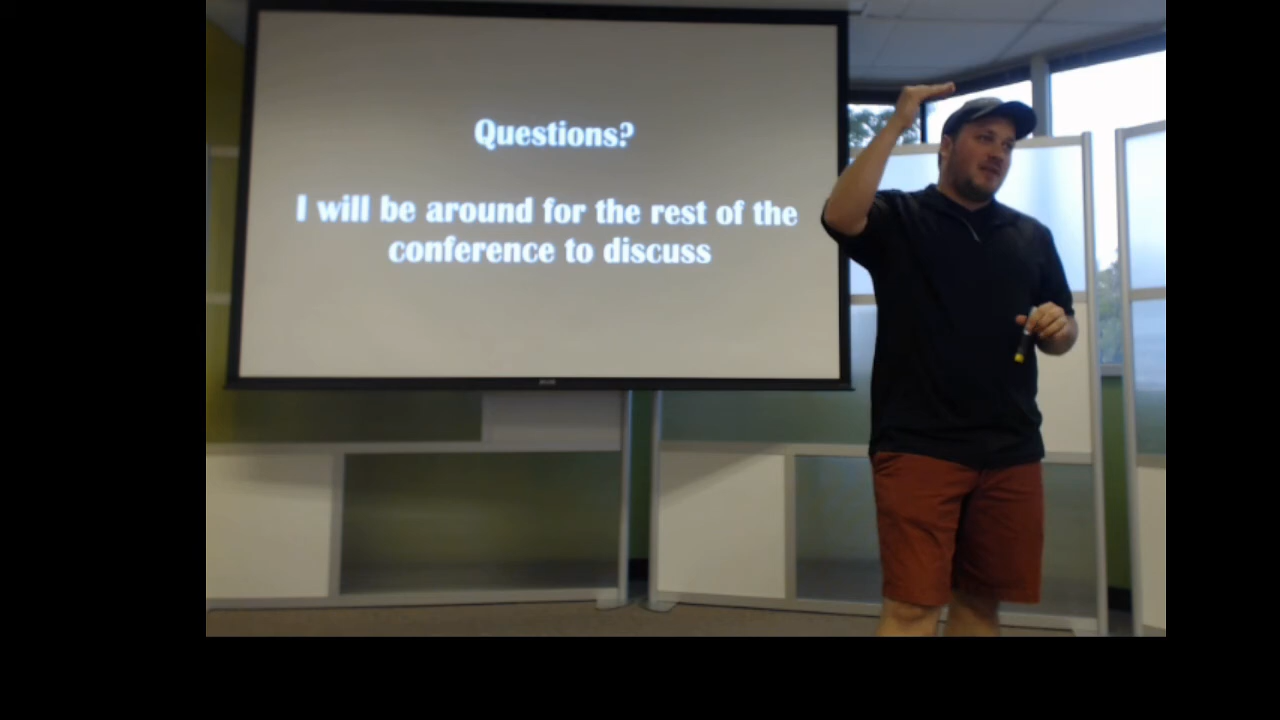 Questions?
I will be around for the rest of the
conference to discuss